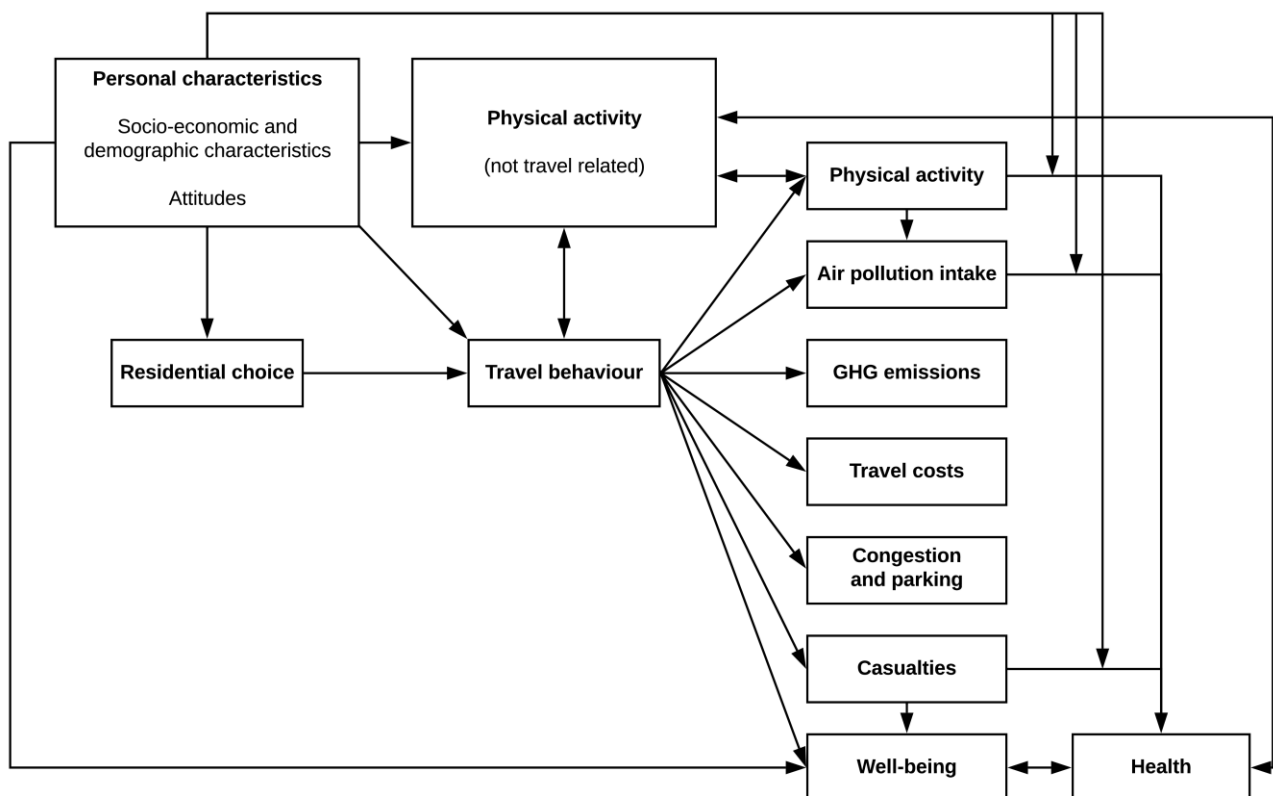 Personal characteristics
Socio-economic and
demographic characteristics
Attitudes
Physical activity
(not travel related)
Physical activity
Air pollution intake
Residential choice
Travel behaviour
GHG emissions
Travel costs
Congestion
and parking
Casualties
Well-being
Health